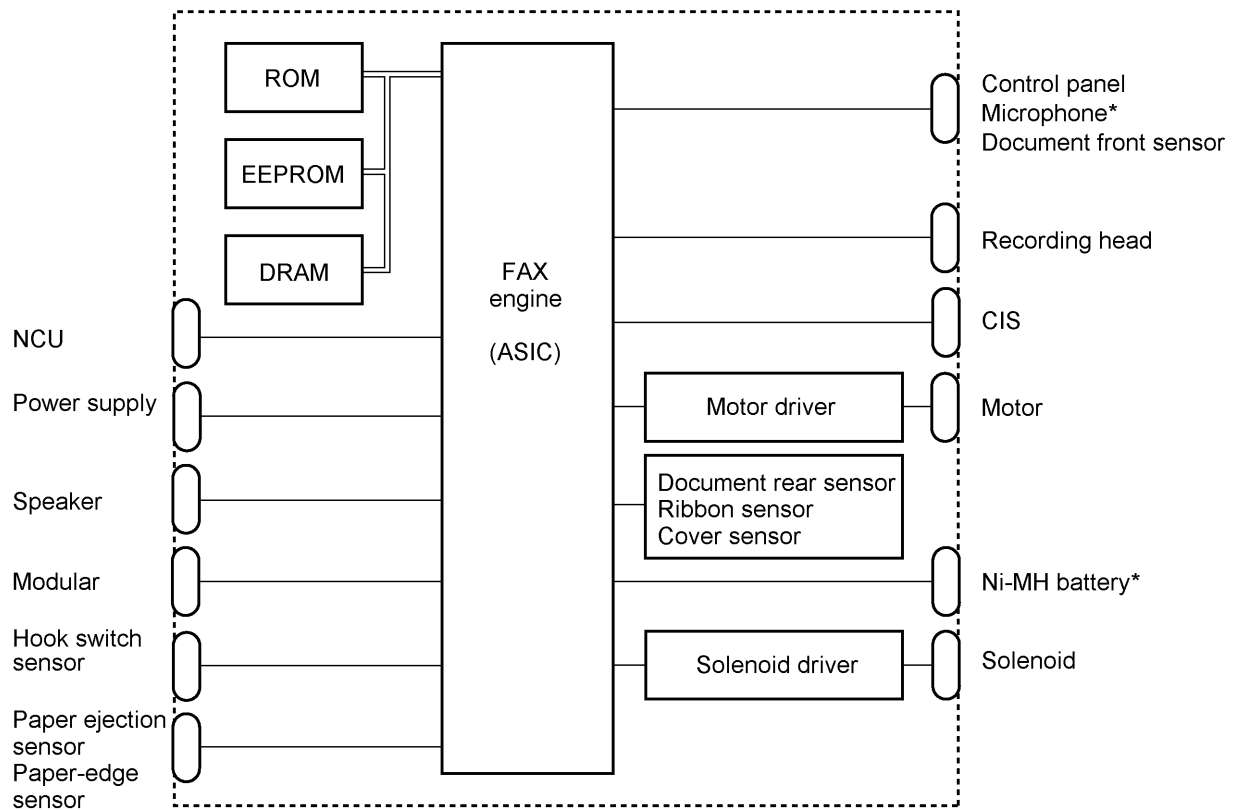 ROM
EEPROM
DRAM
NCU
Power supply
Speaker
Modular
Hook switch
sensor
Paper ejection
sensor
Paper-edge
sensor
FAX
engine
(ASIC)
Control panel
Microphone*
Document front sensor
Recording head
CIS
Motor driver
Motor
Document rear sensor
Ribbon sensor
Cover sensor
Ni-MH battery*
Solenoid driver
Solenoid